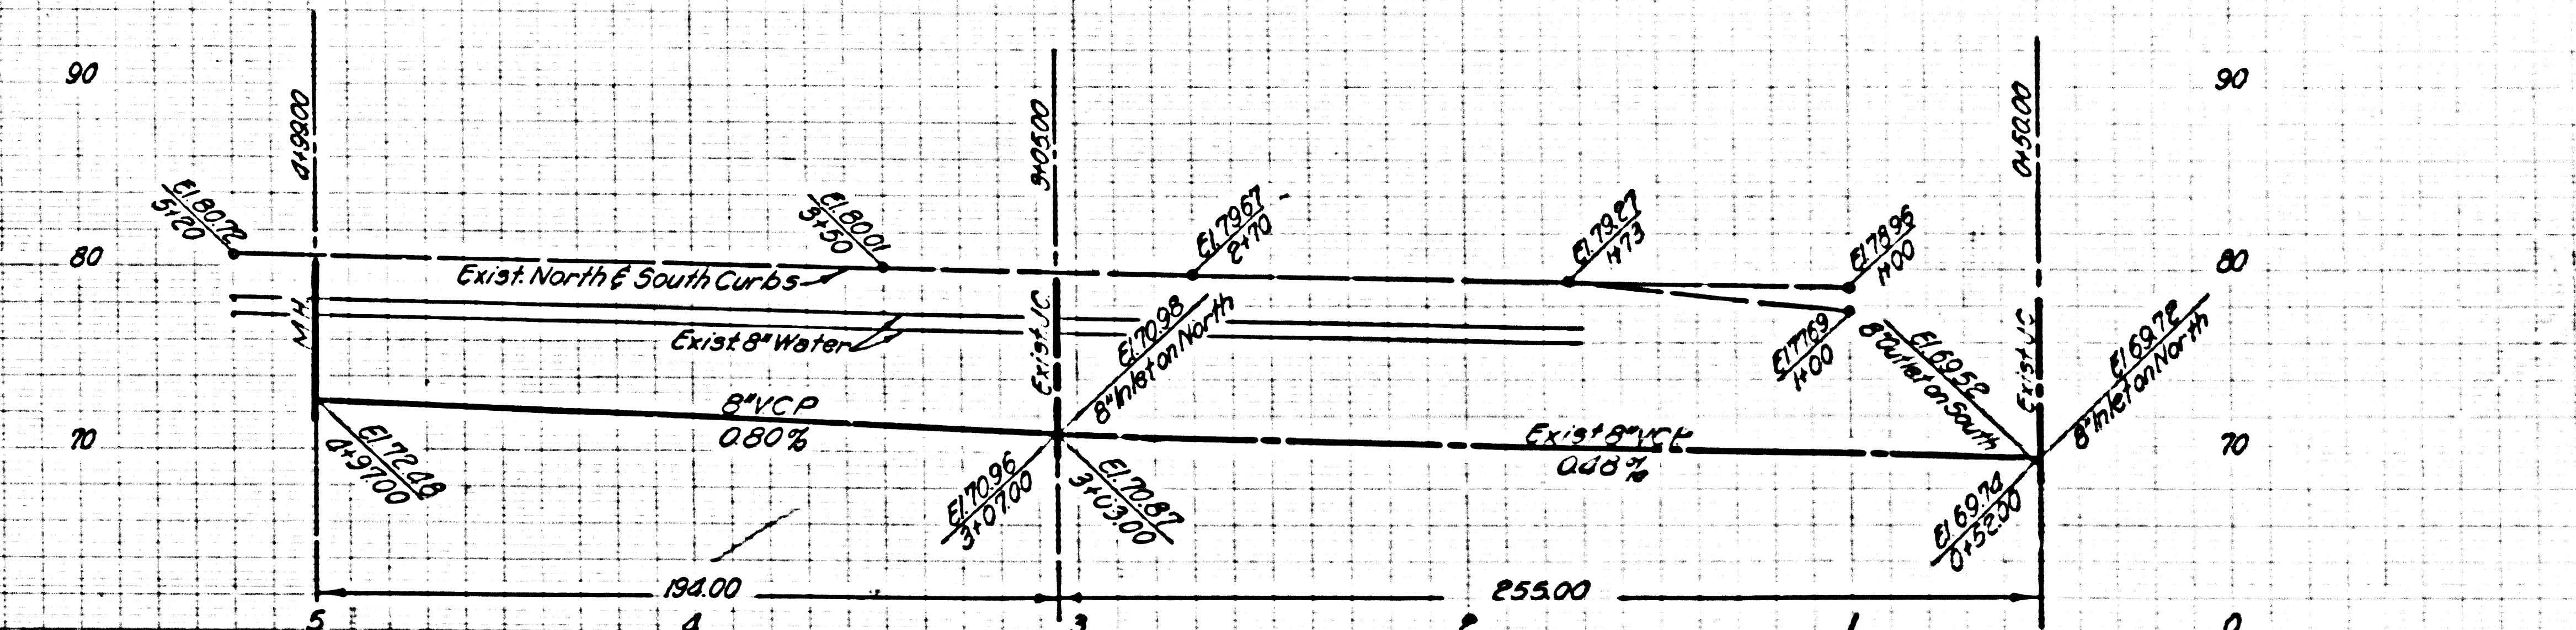 90
90
4+99.00
3+05.00
0+50.00
El. 80.72
5+20
El. 80.01
3+50
El. 79.67
2+70
El. 79.27
1+73
El. 78.96
1+00
80
80
Exist. North & South Curbs
M.H.
Exist. 8" Water
Exist. J.C.
El. 70.98
8" Inlet on North
El. 77.69
1+00
El. 69.52
8" Outlet on South
Exist. J.C.
El. 69.72
8" Inlet on North
70
70
8" VCP
0.80%
Exist 8" VCP
0.48%
El. 72.48
4+97.00
El. 70.96
3+07.00
El. 70.87
3+03.00
El. 69.74
0+52.00
194.00
255.00
5
4
3
2
1
0